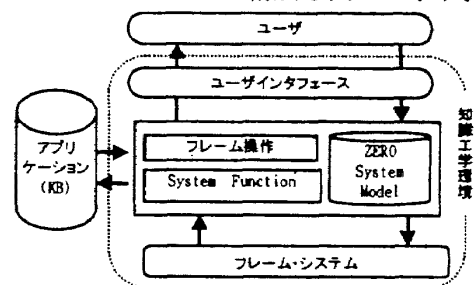 ユーザ
ユーザインタフェース
アプリ
ケーション
(KB)
フレーム操作
System Function
ZERO
System
Model
知識工学環境
フレーム・システム